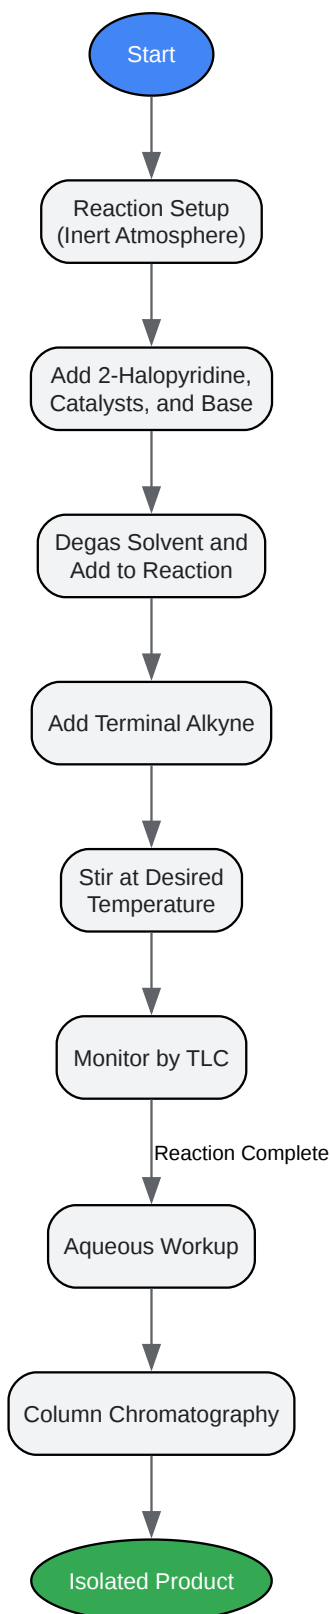 Start
Reaction Setup
(Inert Atmosphere)
Add 2-Halopyridine,
Catalysts, and Base
Degas Solvent and
Add to Reaction
Add Terminal Alkyne
Stir at Desired
Temperature
Monitor by TLC
Reaction Complete
Aqueous Workup
Column Chromatography
Isolated Product